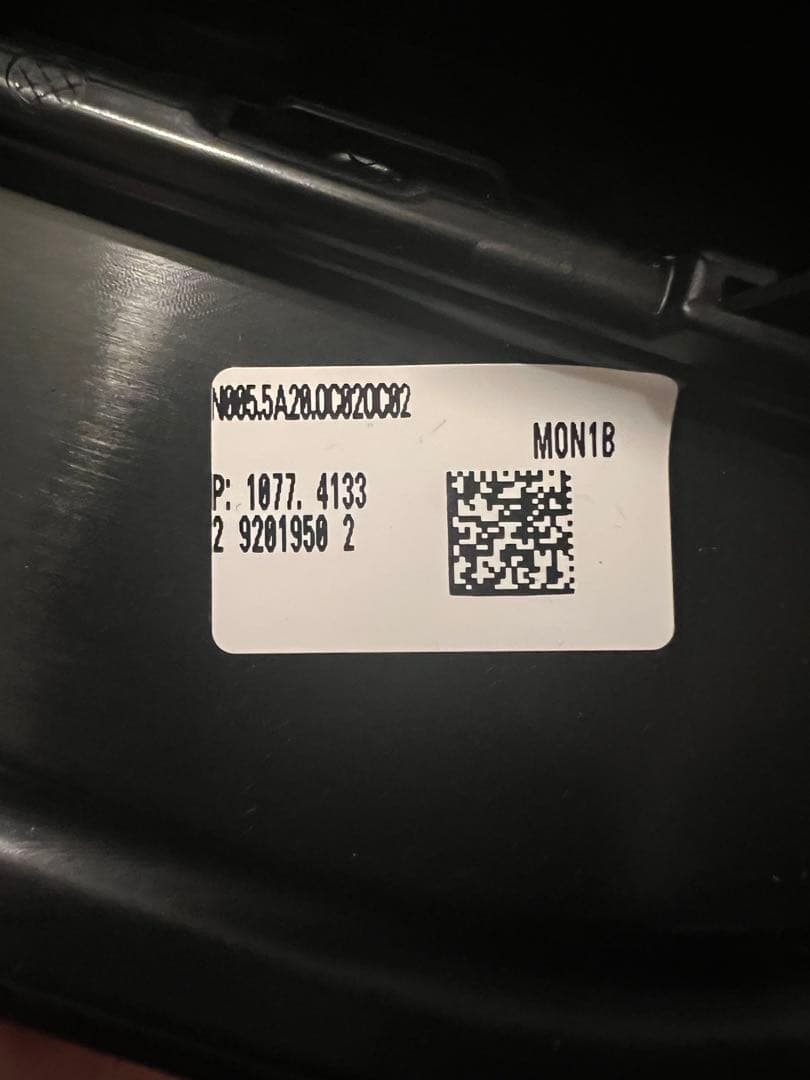 N005.5A20.0C020C02
MON1B
P: 1077. 4133
2 9201950 2